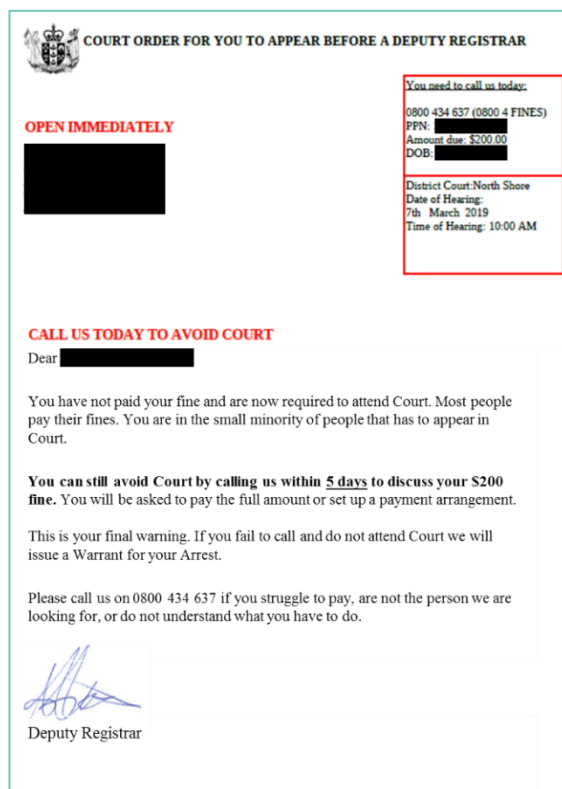 COURT ORDER FOR YOU TO APPEAR BEFORE A DEPUTY REGISTRAR
You need to call us today:
0800 434 637 (0800 4 FINES)
PPN:
Amount due: $200.00
DOB:
OPEN IMMEDIATELY
District Court:North Shore
Date of Hearing:
7th March 2019
Time of Hearing: 10:00 AM
CALL US TODAY TO AVOID COURT
Dear
You have not paid your fine and are now required to attend Court. Most people
pay their fines. You are in the small minority of people that has to appear in
Court.
You can still avoid Court by calling us within 5 days to discuss your $200
fine. You will be asked to pay the full amount or set up a payment arrangement.
This is your final warning. If you fail to call and do not attend Court we will
issue a Warrant for your Arrest.
Please call us on 0800 434 637 if you struggle to pay, are not the person we are
looking for, or do not understand what you have to do.
Deputy Registrar